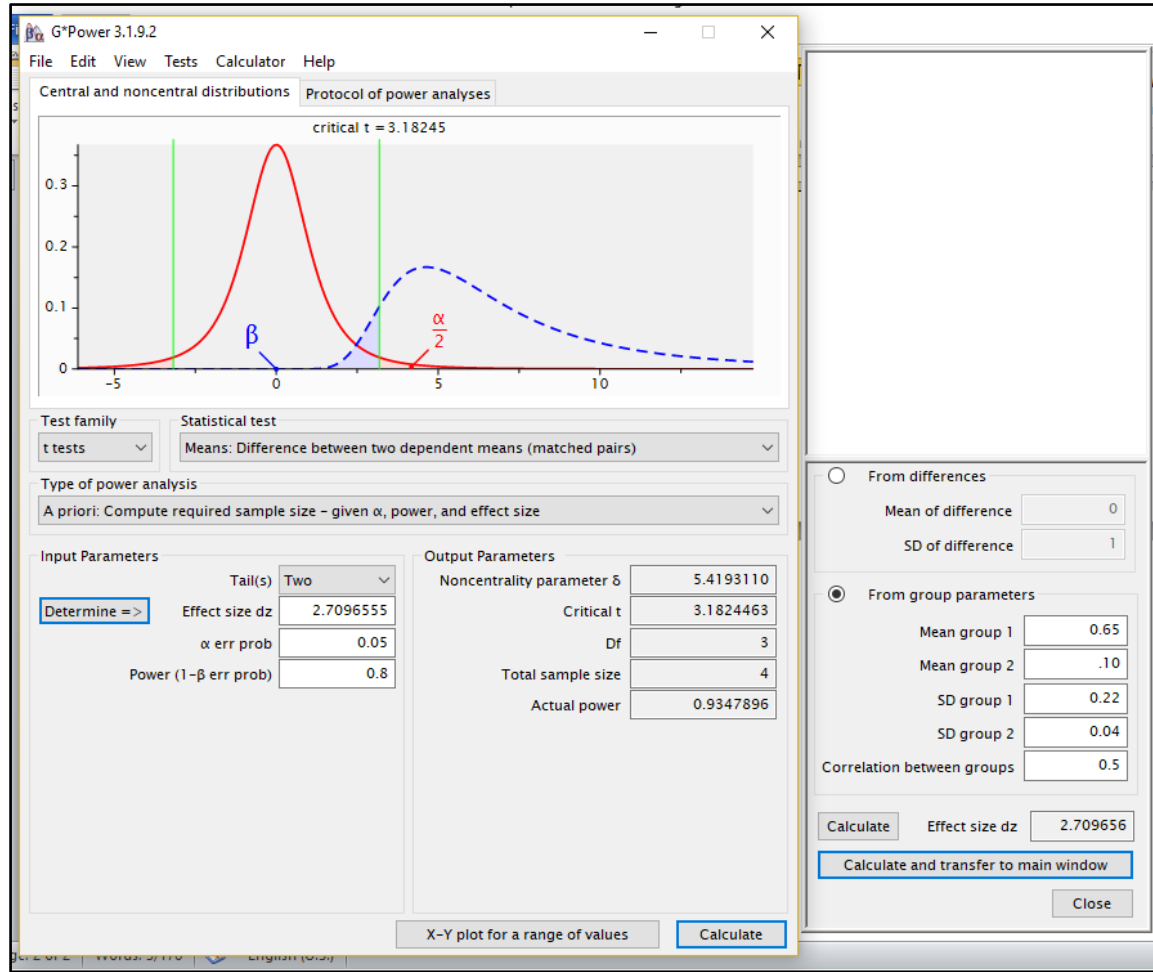 G*Power 3.1.9.2
File Edit View Tests Calculator Help
Central and noncentral distributions Protocol of power analyses
critical t = 3.18245
0.3
0.2
0.1
0
β
α
2
-5 0 5 10
Test family Statistical test
t tests Means: Difference between two dependent means (matched pairs)
Type of power analysis
A priori: Compute required sample size – given α, power, and effect size
Input Parameters
Tail(s) Two
Determine => Effect size dz 2.7096555
α err prob 0.05
Power (1-β err prob) 0.8
Output Parameters
Noncentrality parameter δ 5.4193110
Critical t 3.1824463
Df 3
Total sample size 4
Actual power 0.9347896
X-Y plot for a range of values Calculate
From differences
Mean of difference 0
SD of difference 1
From group parameters
Mean group 1 0.65
Mean group 2 .10
SD group 1 0.22
SD group 2 0.04
Correlation between groups 0.5
Calculate Effect size dz 2.709656
Calculate and transfer to main window
Close